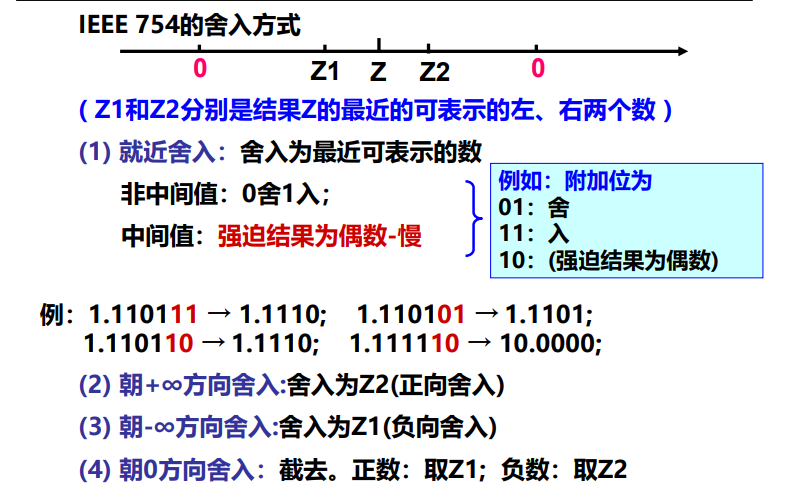 IEEE 754的舍入方式
0 Z1 Z Z2 0
( Z1和Z2分别是结果Z的最近的可表示的左、右两个数 )
(1) 就近舍入：舍入为最近可表示的数
非中间值：0舍1入；
中间值：强迫结果为偶数-慢
例如：附加位为
01：舍
11：入
10：(强迫结果为偶数)
例：1.110111 → 1.1110; 1.110101 → 1.1101;
1.110110 → 1.1110; 1.111110 → 10.0000;
(2) 朝+∞方向舍入:舍入为Z2(正向舍入)
(3) 朝-∞方向舍入:舍入为Z1(负向舍入)
(4) 朝0方向舍入：截去。正数：取Z1；负数：取Z2